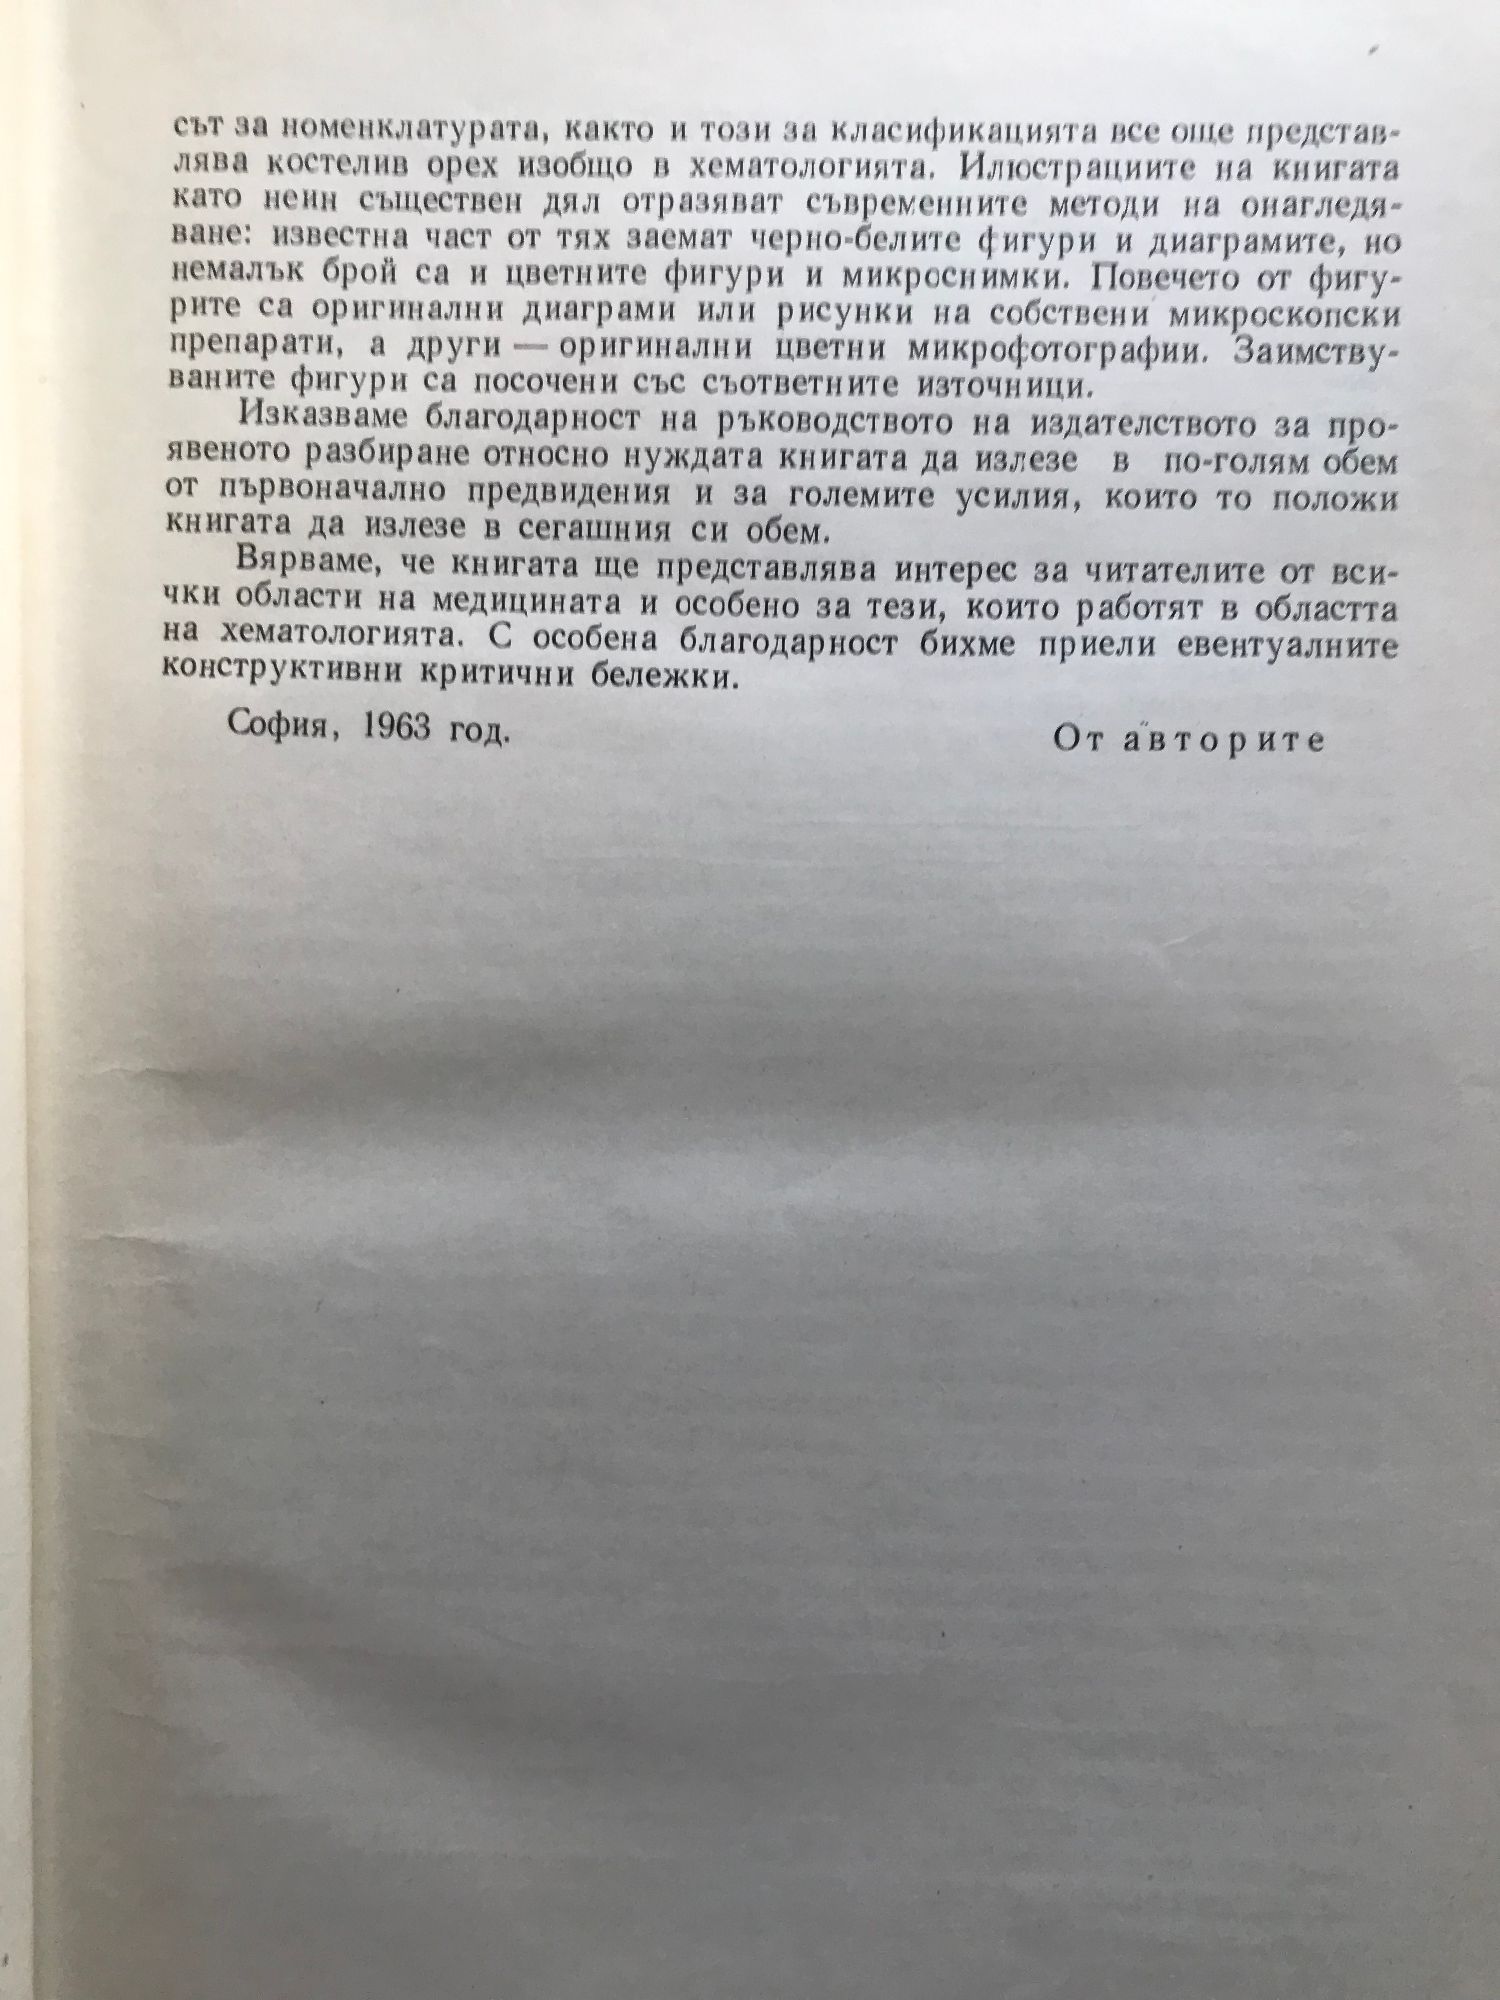 сът за номенклатурата, както и този за класификацията все още представ-
лява костелив орех изобщо в хематологията. Илюстрациите на книгата
като неин съществен дял отразяват съвременните методи на онагледя-
ване: известна част от тях заемат черно-белите фигури и диаграмите, но
немалък брой са и цветните фигури и микроснимки. Повечето от фигу-
рите са оригинални диаграми или рисунки на собствени микроскопски
препарати, а други — оригинални цветни микрофотографии. Заимству-
ваните фигури са посочени със съответните източници.
Изказваме благодарност на ръководството на издателството за про-
явеното разбиране относно нуждата книгата да излезе в по-голям обем
от първоначално предвидения и за големите усилия, които то положи
книгата да излезе в сегашния си обем.
Вярваме, че книгата ще представлява интерес за читателите от вси-
чки области на медицината и особено за тези, които работят в областта
на хематологията. С особена благодарност бихме приели евентуалните
конструктивни критични бележки.
София, 1963 год.
От авторите